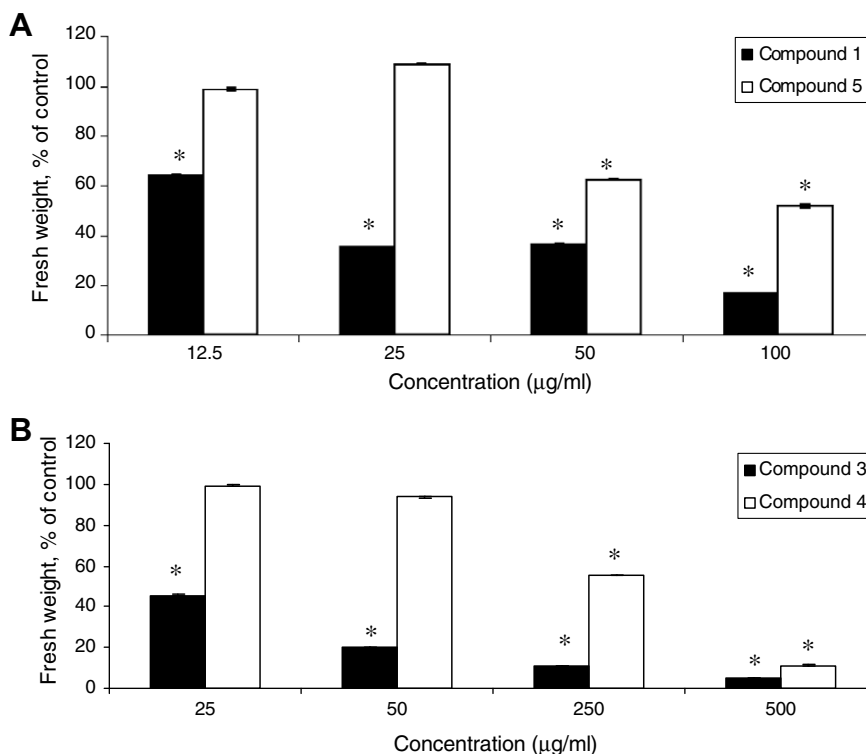 A
Fresh weight, % of control
120
100
80
60
40
20
0
* * * * * *
Compound 1
Compound 5
12.5 25 50 100
Concentration (μg/ml)
B
Fresh weight, % of control
120
100
80
60
40
20
0
* * * * * *
Compound 3
Compound 4
25 50 250 500
Concentration (μg/ml)